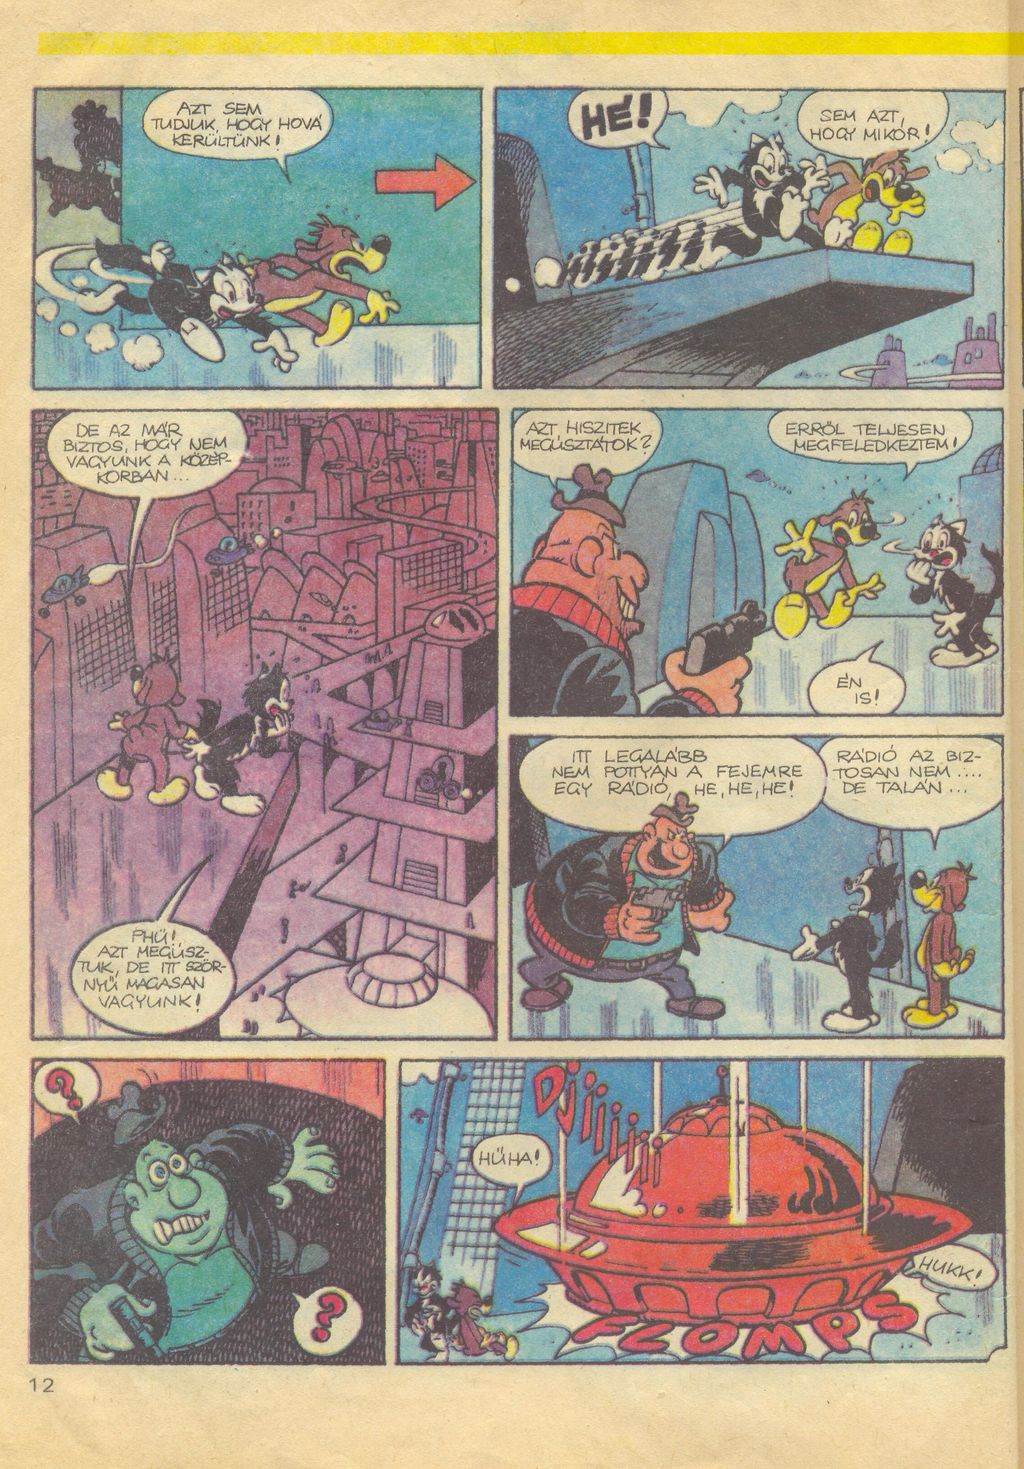 AZT SEM
TUDJUK, HOGY HOVÁ
KERÜLTÜNK!
HÉ!
SEM AZT,
HOGY MIKOR!
DE AZ MÁR
BIZTOS, HOGY NEM
VAGYUNK A KÖZÉP-
KORBAN...
PHÚ!
AZT MEGÚSZ-
TUK, DE ITT SZÖR-
NYŰ MAGASAN
VAGYUNK!
AZT HISZITEK
MEGÚSZTÁTOK?
ERRŐL TELJESEN
MEGFELEDKEZTEM!
ÉN
IS!
ITT LEGALÁBB
NEM POTTYAN A FEJEMRE
EGY RÁDIÓ, HE, HE, HE!
RÁDIÓ AZ BIZ-
TOSAN NEM ....
DE TALÁN ...
?
?
DJIIIIIII
HŰHA!
HUKK!
FLOMPS
12